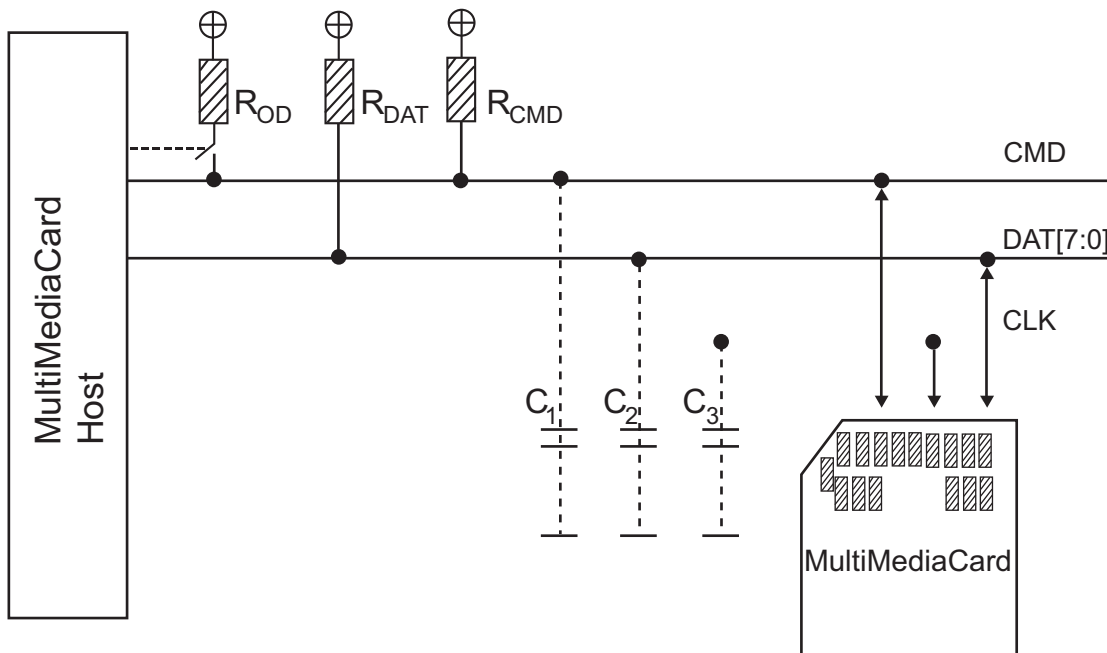 R_OD
R_DAT
R_CMD
CMD
DAT[7:0]
CLK
MultiMediaCard
Host
C_1
C_2
C_3
MultiMediaCard